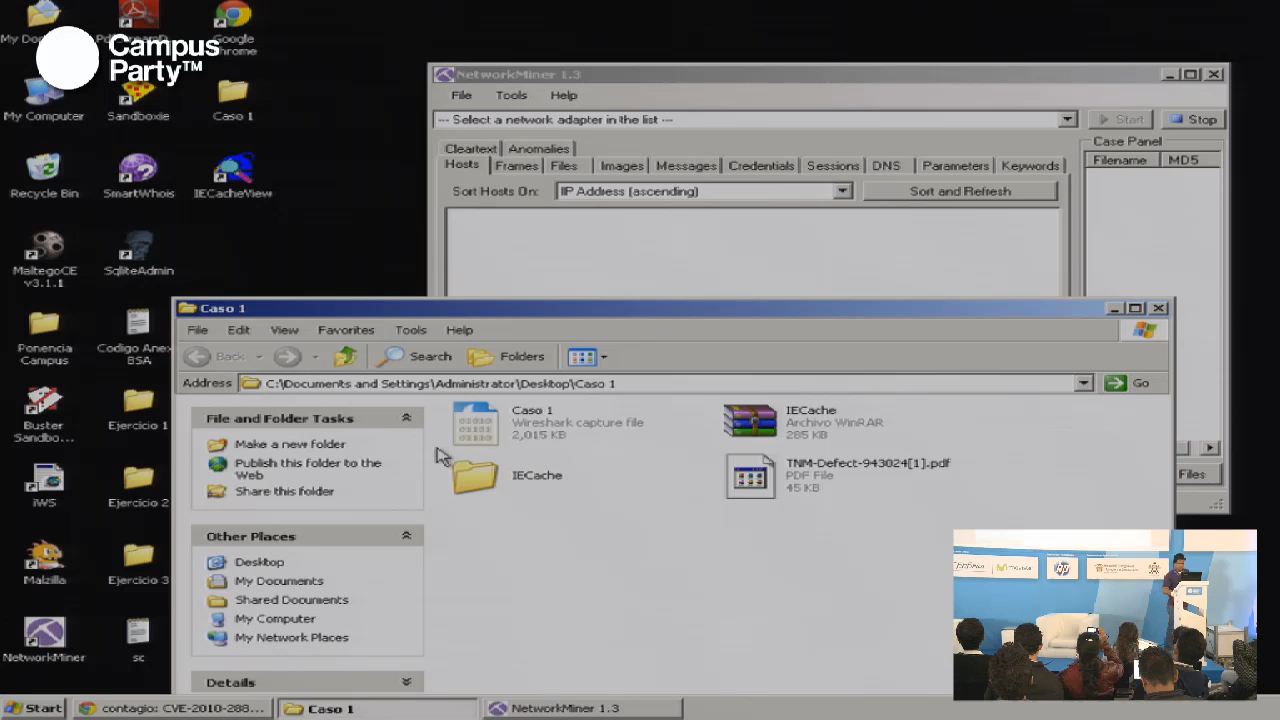 Campus
Party™
My Doc
PdfStreamD
Google
Chrome
My Computer
Sandboxie
Caso 1
Recycle Bin
SmartWhois
IECacheView
MaltegoCE
v3.1.1
SqliteAdmin
Ponencia
Campus
Codigo Anex
BSA
Buster
Sandbo...
Ejercicio 1
iWS
Ejercicio 2
Malzilla
Ejercicio 3
NetworkMiner
sc
NetworkMiner 1.3
File Tools Help
--- Select a network adapter in the list ---
Start
Stop
Cleartext Anomalies
Hosts Frames Files Images Messages Credentials Sessions DNS Parameters Keywords
Sort Hosts On: IP Address (ascending) Sort and Refresh
Case Panel
Filename MD5
Files
Caso 1
File Edit View Favorites Tools Help
Back Search Folders
Address C:\Documents and Settings\Administrator\Desktop\Caso 1 Go
File and Folder Tasks
Make a new folder
Publish this folder to the
Web
Share this folder
Other Places
Desktop
My Documents
Shared Documents
My Computer
My Network Places
Details
Caso 1
Wireshark capture file
2,015 KB
IECache
Archivo WinRAR
285 KB
IECache
TNM-Defect-943024[1].pdf
PDF File
45 KB
hp
Start
contagio: CVE-2010-288...
Caso 1
NetworkMiner 1.3